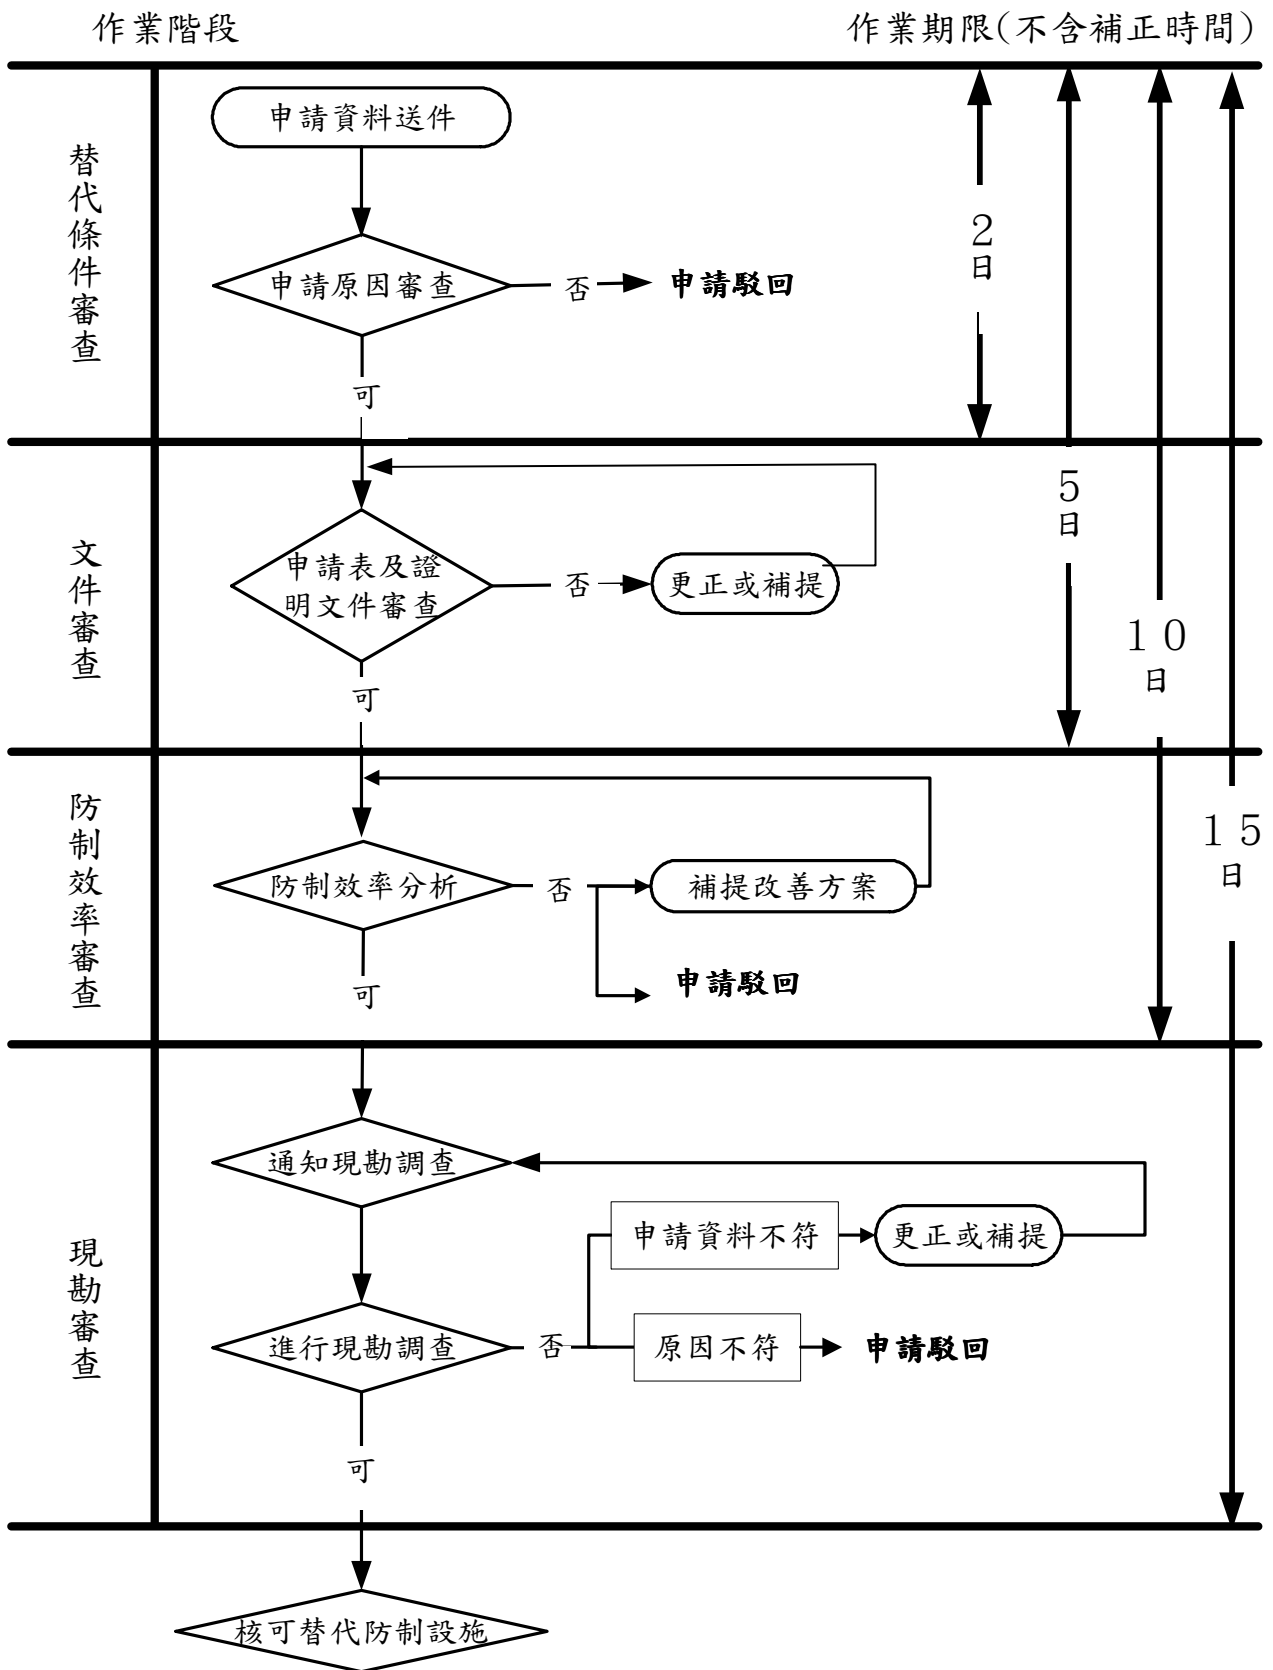 作業階段
作業期限(不含補正時間)
替代條件審查
申請資料送件
申請原因審查
否
申請駁回
可
2
日
文件審查
申請表及證
明文件審查
否
更正或補提
可
5
日
防制效率審查
防制效率分析
否
補提改善方案
申請駁回
可
10
日
現勘審查
通知現勘調查
進行現勘調查
否
申請資料不符
更正或補提
原因不符
申請駁回
可
15
日
核可替代防制設施